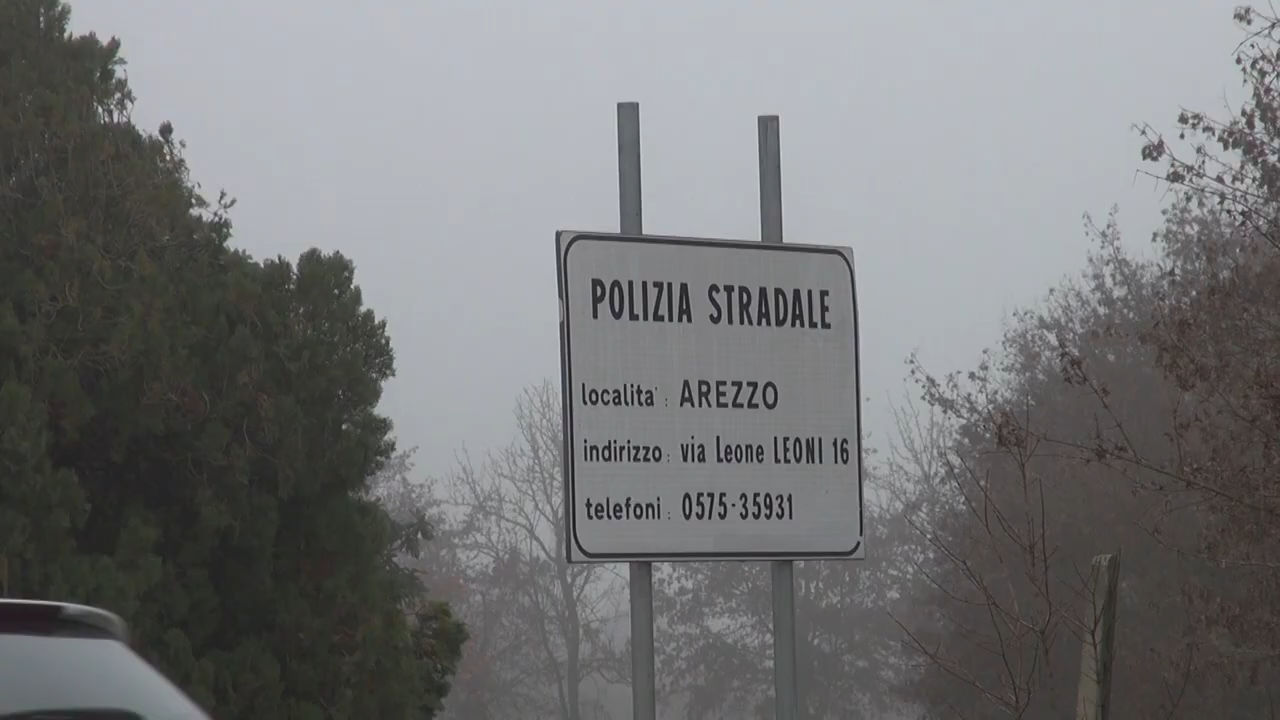 POLIZIA STRADALE
localita': AREZZO
indirizzo: via Leone LEONI 16
telefoni: 0575-35931